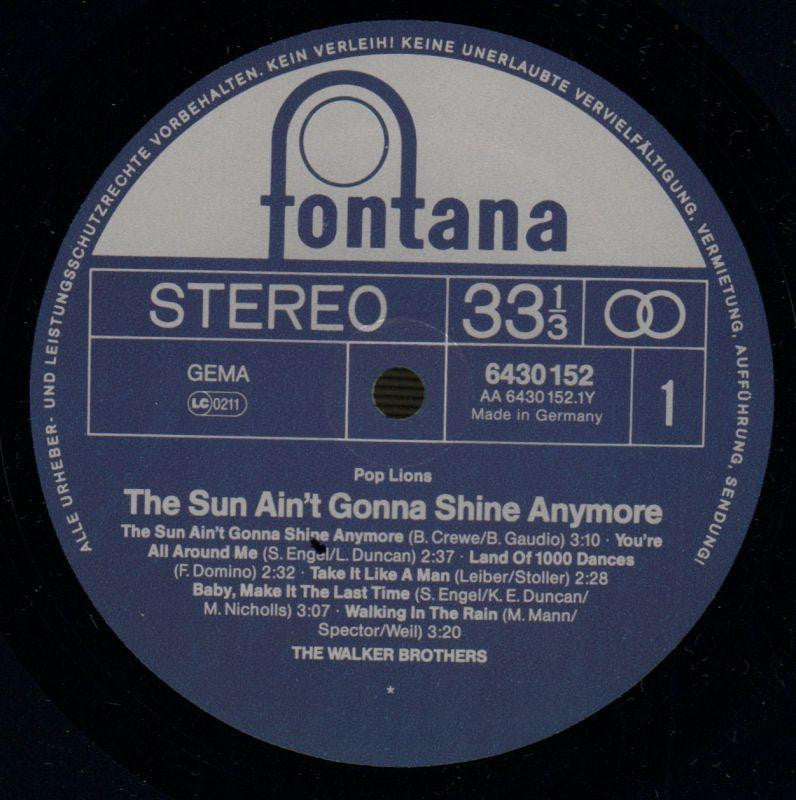 ALLE URHEBER- UND LEISTUNGSSCHUTZRECHTE VORBEHALTEN. KEIN VERLEIH! KEINE UNERLAUBTE VERVIELFÄLTIGUNG, VERMIETUNG, AUFFÜHRUNG, SENDUNG!
fontana
STEREO
33 1/3
GEMA
LC 0211
6430 152
AA 6430 152.1Y
Made in Germany
1
Pop Lions
The Sun Ain't Gonna Shine Anymore
The Sun Ain't Gonna Shine Anymore (B. Crewe/B. Gaudio) 3:10 · You're
All Around Me (S. Engel/L. Duncan) 2:37 · Land Of 1000 Dances
(F. Domino) 2:32 · Take It Like A Man (Leiber/Stoller) 2:28
Baby, Make It The Last Time (S. Engel/K. E. Duncan/
M. Nicholls) 3:07 · Walking In The Rain (M. Mann/
Spector/Weil) 3:20
THE WALKER BROTHERS
*